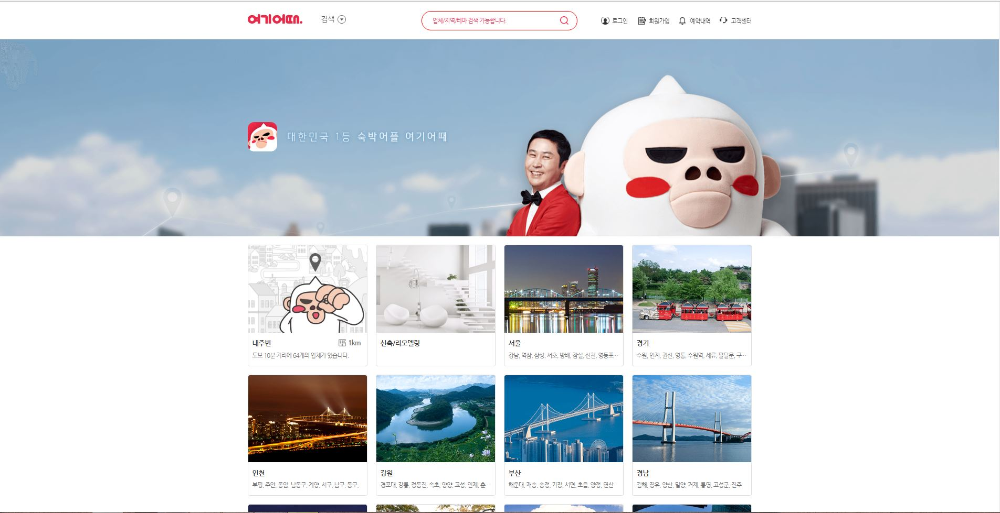 여기어때.
검색
업체/지역/테마 검색 가능합니다.
로그인
회원가입
예약내역
고객센터
대한민국 1등 숙박어플 여기어때
내주변
1km
도보 10분 거리에 64개의 업체가 있습니다.
신축/리모델링
서울
강남, 역삼, 삼성, 서초, 방배, 잠실, 신천, 영등포...
경기
수원, 인계, 권선, 영통, 수원역, 세류, 팔달문, 구...
인천
부평, 주안, 동암, 남동구, 계양, 서구, 남구, 동구,
강원
경포대, 강릉, 정동진, 속초, 양양, 고성, 인제, 춘...
부산
해운대, 재송, 송정, 기장, 서면, 초읍, 양정, 연산
경남
김해, 장유, 양산, 밀양, 거제, 통영, 고성군, 진주